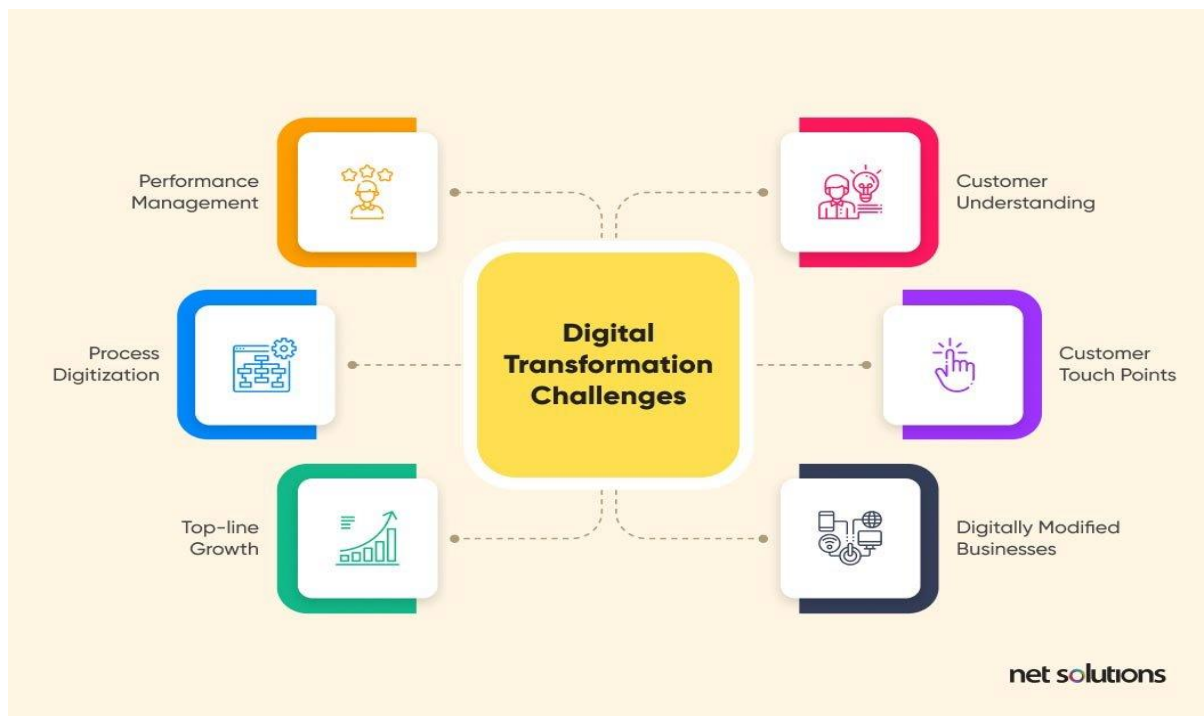 Performance
Management
Customer
Understanding
Digital
Transformation
Challenges
Process
Digitization
Customer
Touch Points
Top-line
Growth
Digitally Modified
Businesses
net solutions